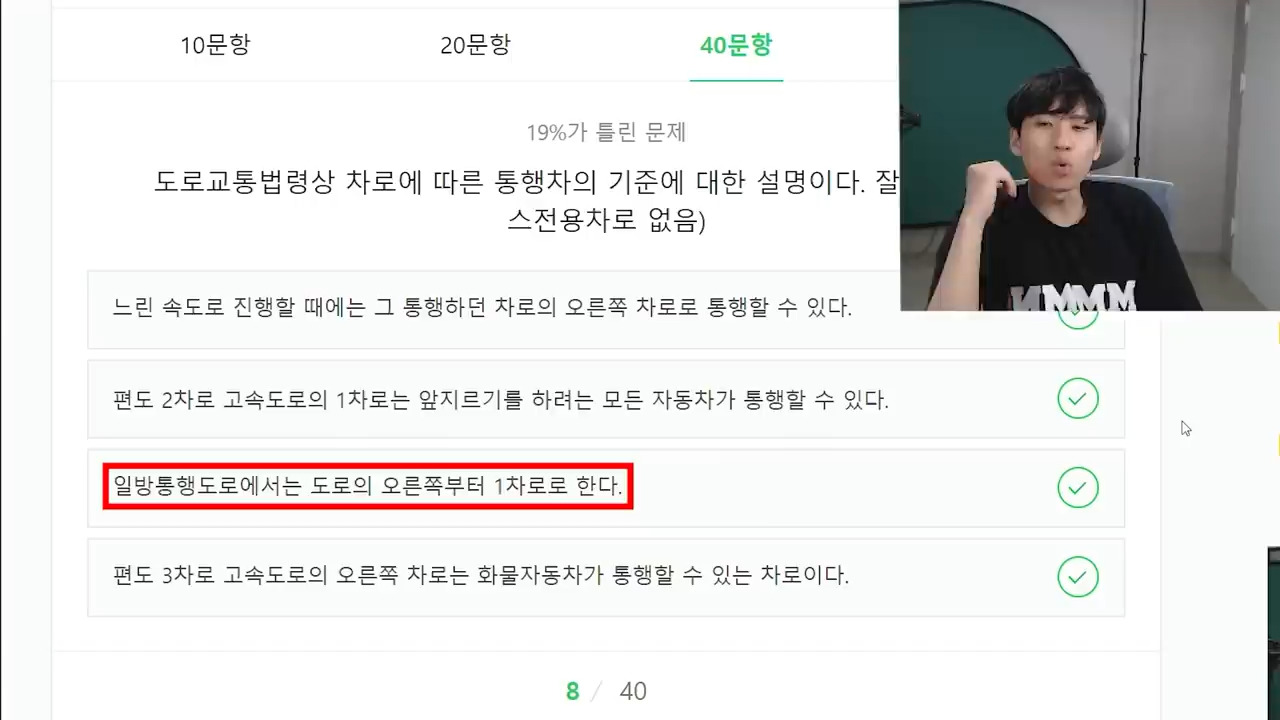 10문항
20문항
40문항
19%가 틀린 문제
도로교통법령상 차로에 따른 통행차의 기준에 대한 설명이다. 잘
스전용차로 없음)
느린 속도로 진행할 때에는 그 통행하던 차로의 오른쪽 차로로 통행할 수 있다.
편도 2차로 고속도로의 1차로는 앞지르기를 하려는 모든 자동차가 통행할 수 있다.
일방통행도로에서는 도로의 오른쪽부터 1차로로 한다.
편도 3차로 고속도로의 오른쪽 차로는 화물자동차가 통행할 수 있는 차로이다.
8 / 40